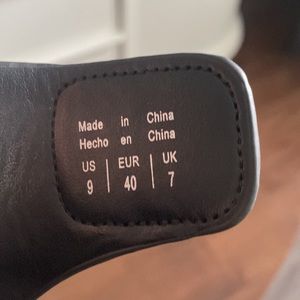 Made in China
Hecho en China
US | EUR | UK
9 | 40 | 7